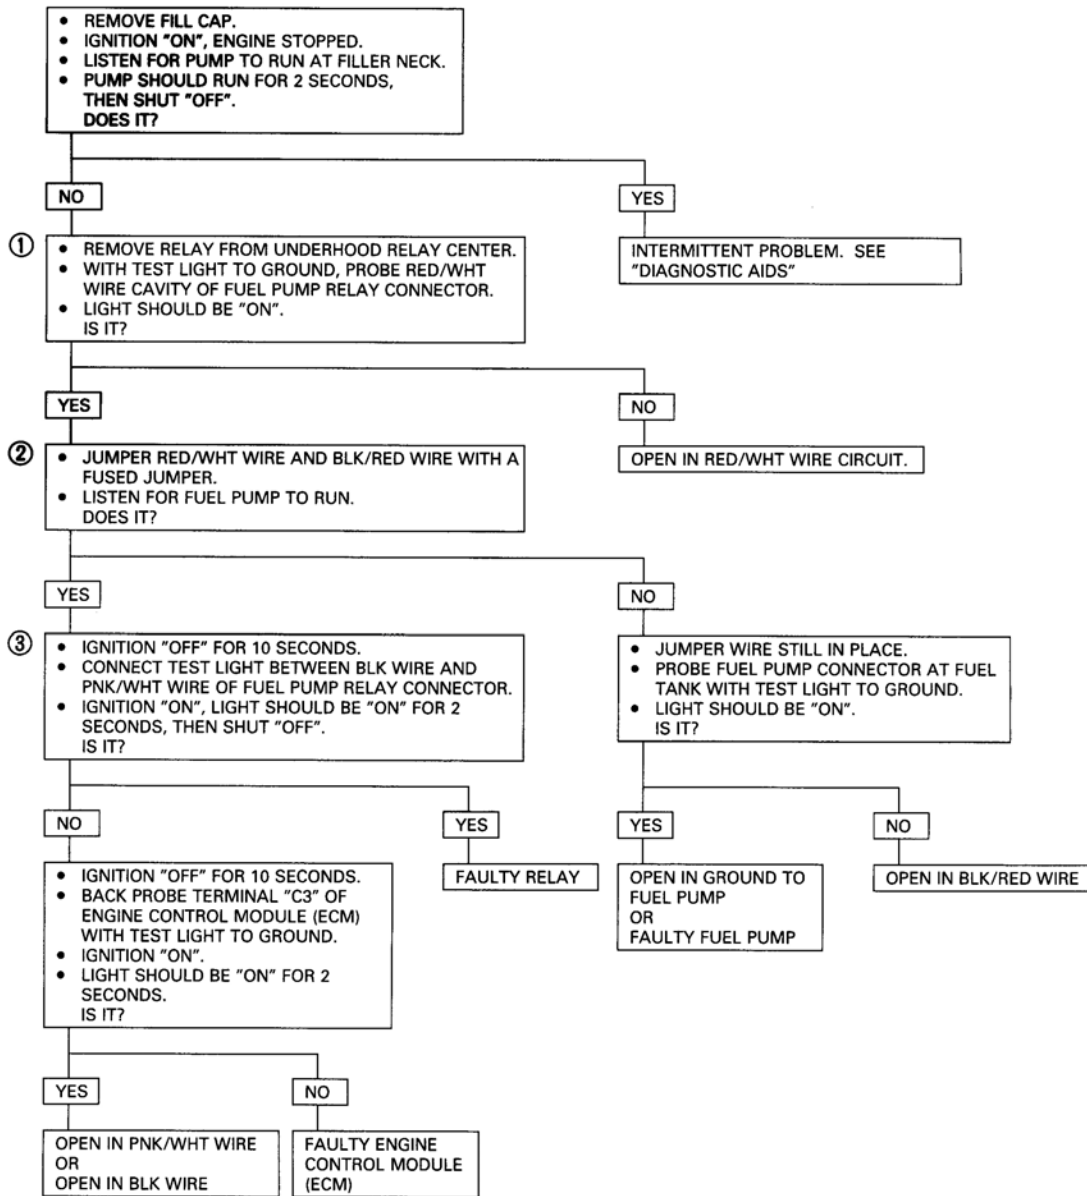 • REMOVE FILL CAP.
• IGNITION "ON", ENGINE STOPPED.
• LISTEN FOR PUMP TO RUN AT FILLER NECK.
• PUMP SHOULD RUN FOR 2 SECONDS,
THEN SHUT "OFF".
DOES IT?
NO
YES
①
• REMOVE RELAY FROM UNDERHOOD RELAY CENTER.
• WITH TEST LIGHT TO GROUND, PROBE RED/WHT
WIRE CAVITY OF FUEL PUMP RELAY CONNECTOR.
• LIGHT SHOULD BE "ON".
IS IT?
INTERMITTENT PROBLEM. SEE
"DIAGNOSTIC AIDS"
YES
NO
②
• JUMPER RED/WHT WIRE AND BLK/RED WIRE WITH A
FUSED JUMPER.
• LISTEN FOR FUEL PUMP TO RUN.
DOES IT?
OPEN IN RED/WHT WIRE CIRCUIT.
YES
NO
③
• IGNITION "OFF" FOR 10 SECONDS.
• CONNECT TEST LIGHT BETWEEN BLK WIRE AND
PNK/WHT WIRE OF FUEL PUMP RELAY CONNECTOR.
• IGNITION "ON", LIGHT SHOULD BE "ON" FOR 2
SECONDS, THEN SHUT "OFF".
IS IT?
• JUMPER WIRE STILL IN PLACE.
• PROBE FUEL PUMP CONNECTOR AT FUEL
TANK WITH TEST LIGHT TO GROUND.
• LIGHT SHOULD BE "ON".
IS IT?
NO
YES
YES
NO
• IGNITION "OFF" FOR 10 SECONDS.
• BACK PROBE TERMINAL "C3" OF
ENGINE CONTROL MODULE (ECM)
WITH TEST LIGHT TO GROUND.
• IGNITION "ON".
• LIGHT SHOULD BE "ON" FOR 2
SECONDS.
IS IT?
FAULTY RELAY
OPEN IN GROUND TO
FUEL PUMP
OR
FAULTY FUEL PUMP
OPEN IN BLK/RED WIRE
YES
NO
OPEN IN PNK/WHT WIRE
OR
OPEN IN BLK WIRE
FAULTY ENGINE
CONTROL MODULE
(ECM)